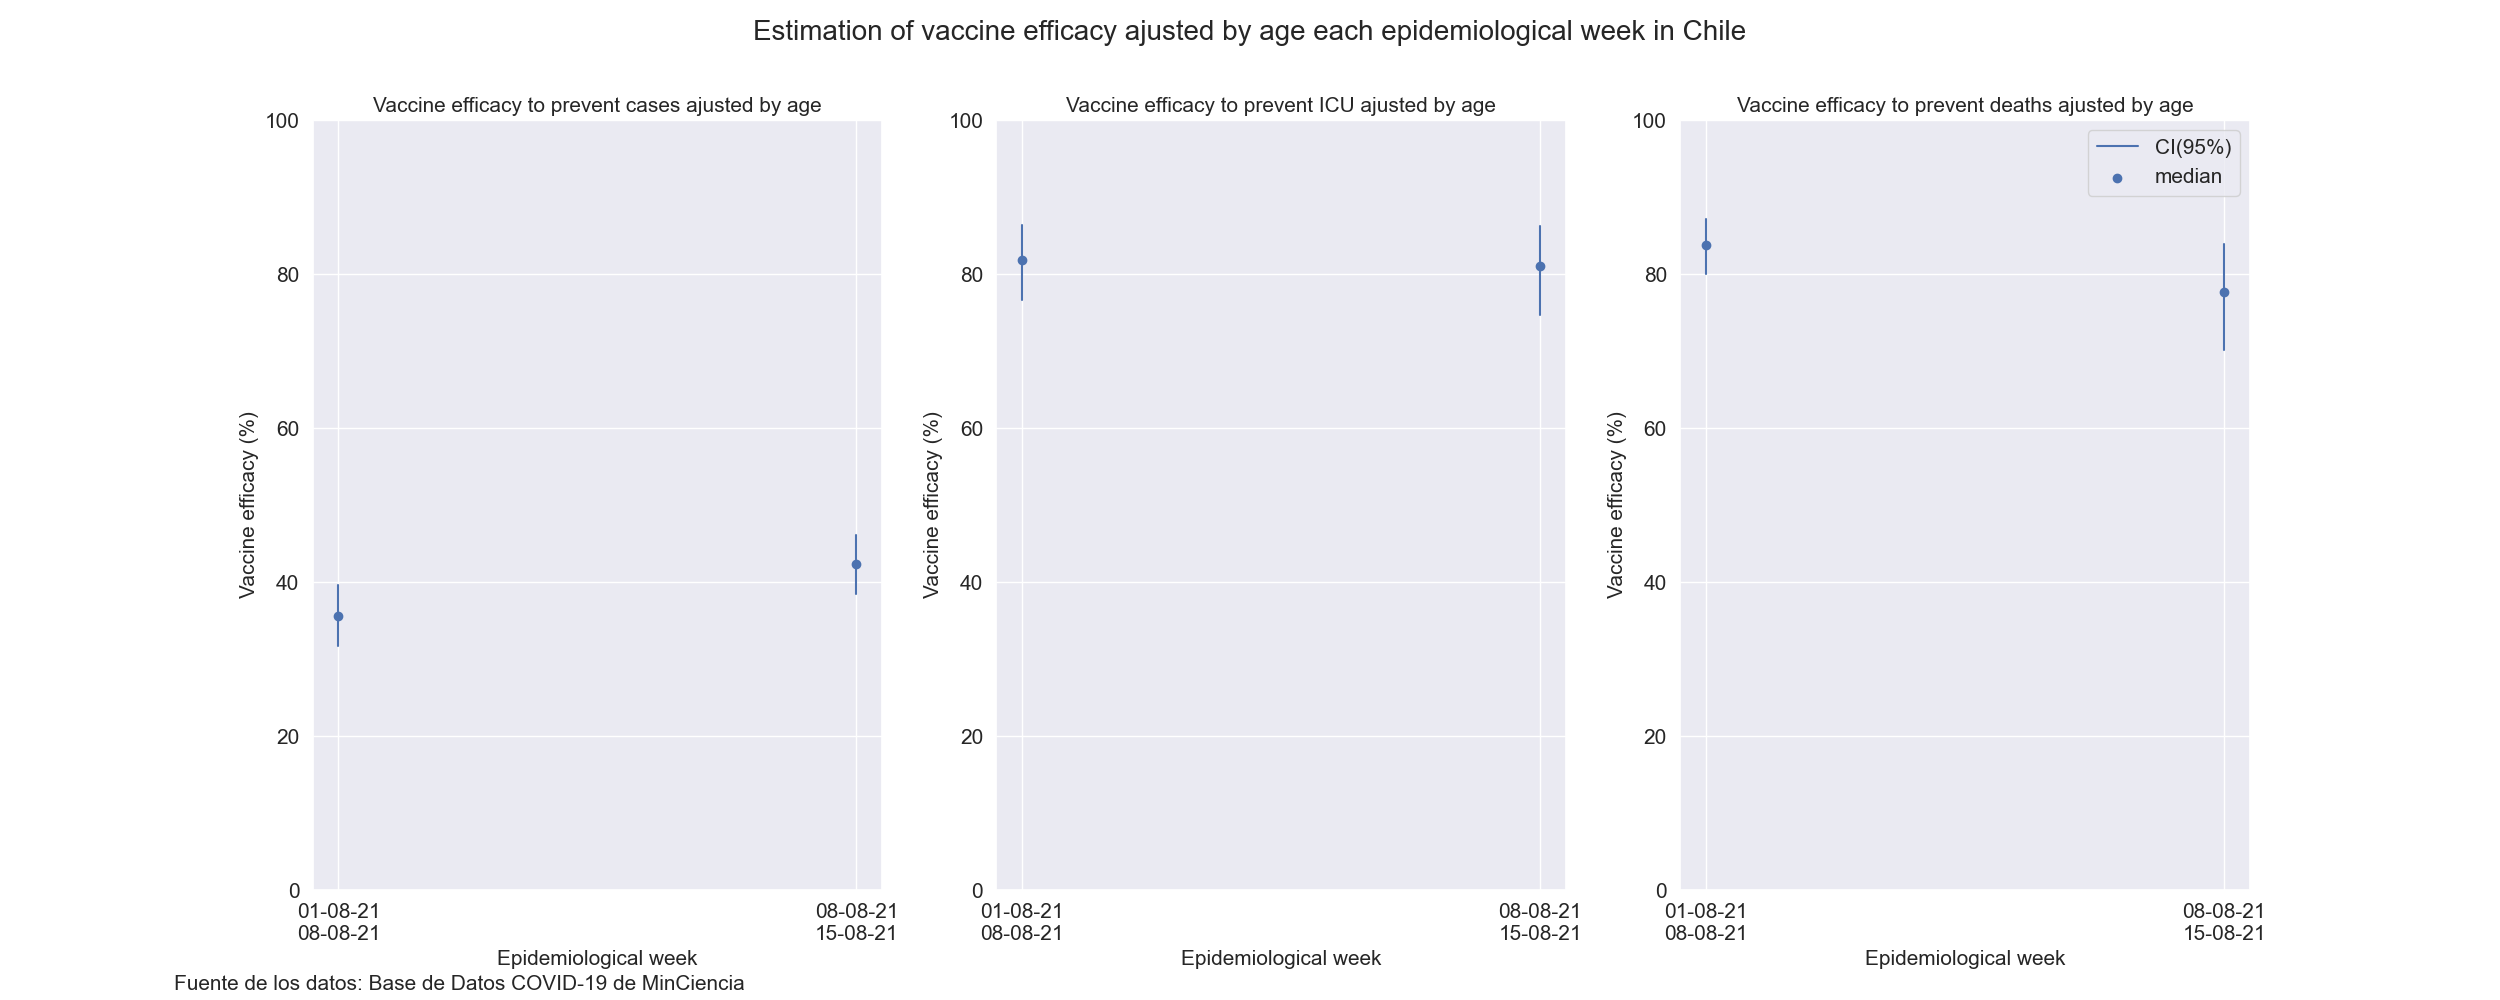 Estimation of vaccine efficacy ajusted by age each epidemiological week in Chile
Vaccine efficacy to prevent cases ajusted by age
100
80
60
40
20
0
Vaccine efficacy (%)
01-08-21
08-08-21
08-08-21
15-08-21
Epidemiological week
Vaccine efficacy to prevent ICU ajusted by age
100
80
60
40
20
0
Vaccine efficacy (%)
01-08-21
08-08-21
08-08-21
15-08-21
Epidemiological week
Vaccine efficacy to prevent deaths ajusted by age
CI(95%)
median
100
80
60
40
20
0
Vaccine efficacy (%)
01-08-21
08-08-21
08-08-21
15-08-21
Epidemiological week
Fuente de los datos: Base de Datos COVID-19 de MinCiencia